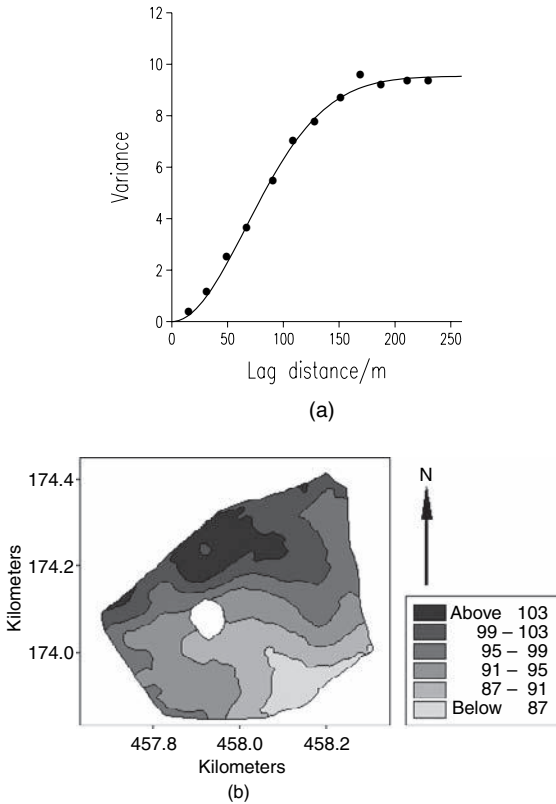 12
10
8
6
4
2
0
Variance
0 50 100 150 200 250
Lag distance/m
(a)
174.4
174.2
174.0
Kilometers
457.8 458.0 458.2
Kilometers
N
Above 103
99 – 103
95 – 99
91 – 95
87 – 91
Below 87
(b)